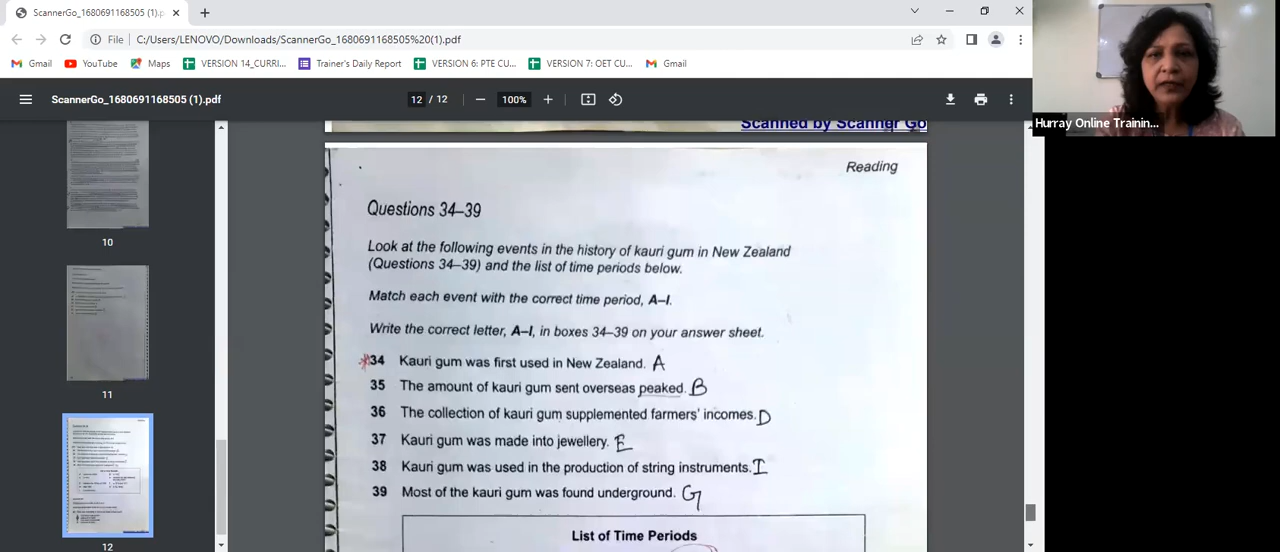 ScannerGo_1680691168505 (1).pdf
File
C:/Users/LENOVO/Downloads/ScannerGo_1680691168505%20(1).pdf
Gmail
YouTube
Maps
VERSION 14_CURRI...
Trainer's Daily Report
VERSION 6: PTE CU...
VERSION 7: OET CU...
Gmail
ScannerGo_1680691168505 (1).pdf
12 / 12
100%
Hurray Online Trainin...
Scanned by Scanner Go
10
11
12
Reading
Questions 34–39
Look at the following events in the history of kauri gum in New Zealand
(Questions 34–39) and the list of time periods below.
Match each event with the correct time period, A–I.
Write the correct letter, A–I, in boxes 34–39 on your answer sheet.
*34 Kauri gum was first used in New Zealand. A
35 The amount of kauri gum sent overseas peaked. B
36 The collection of kauri gum supplemented farmers' incomes. D
37 Kauri gum was made into jewellery. E
38 Kauri gum was used in the production of string instruments. I
39 Most of the kauri gum was found underground. G
List of Time Periods